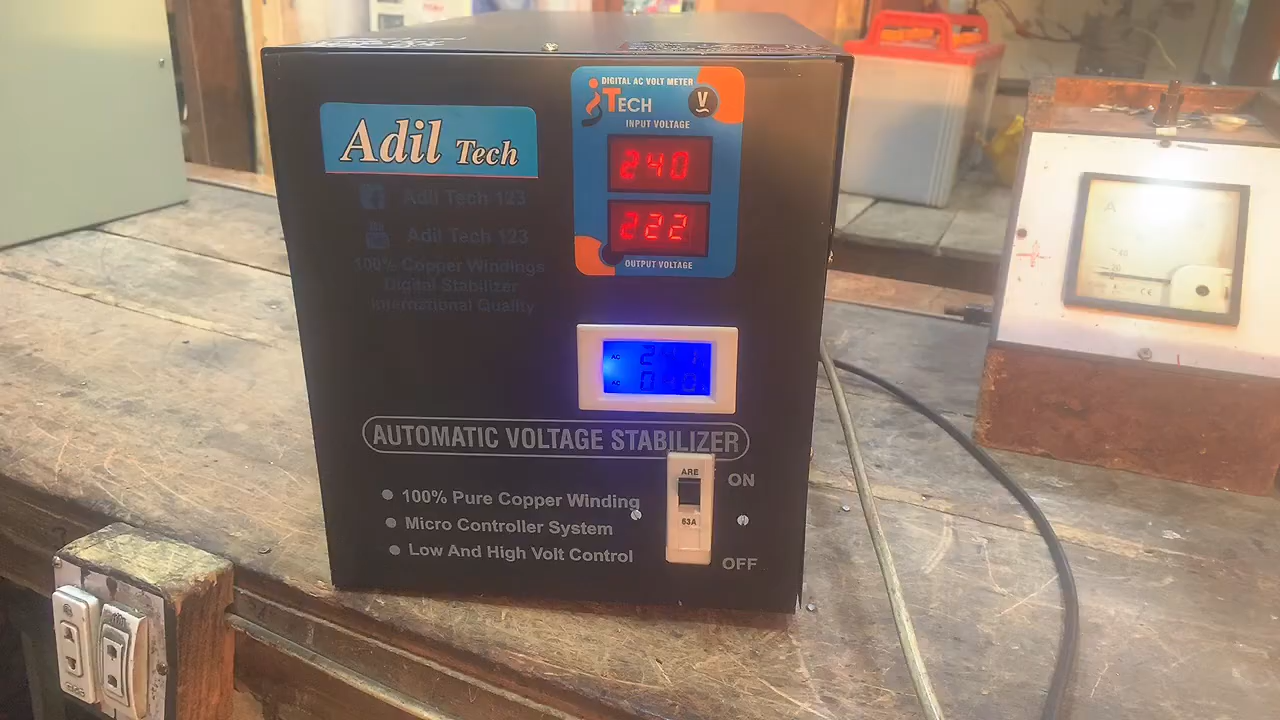 Adil Tech
Adil Tech 123
Adil Tech 123
100% Copper Windings
Digital Stabilizer
International Quality
DIGITAL AC VOLT METER
TECH
V
INPUT VOLTAGE
240
222
OUTPUT VOLTAGE
AC
AC
AUTOMATIC VOLTAGE STABILIZER
100% Pure Copper Winding
Micro Controller System
Low And High Volt Control
ARE
63A
ON
OFF
A